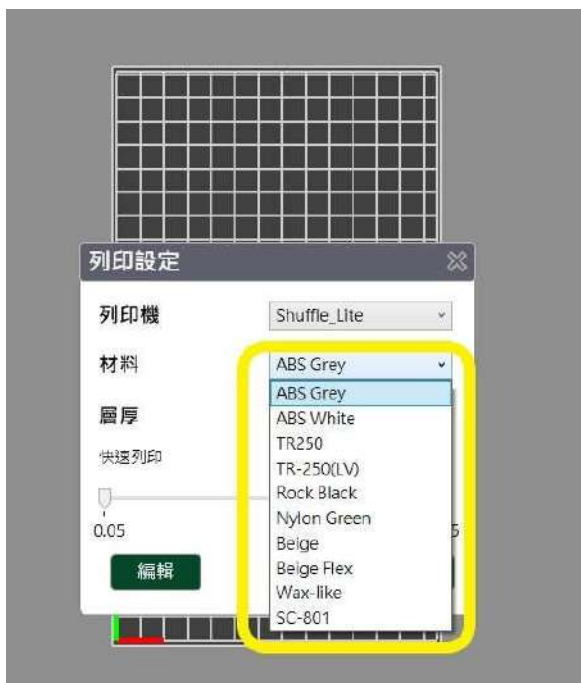 列印設定
列印機 Shuffle_Lite
材料 ABS Grey
ABS Grey
層厚
ABS White
TR250
快速列印
TR-250(LV)
Rock Black
Nylon Green
0.05
Beige
編輯
Beige Flex
Wax-like
SC-801